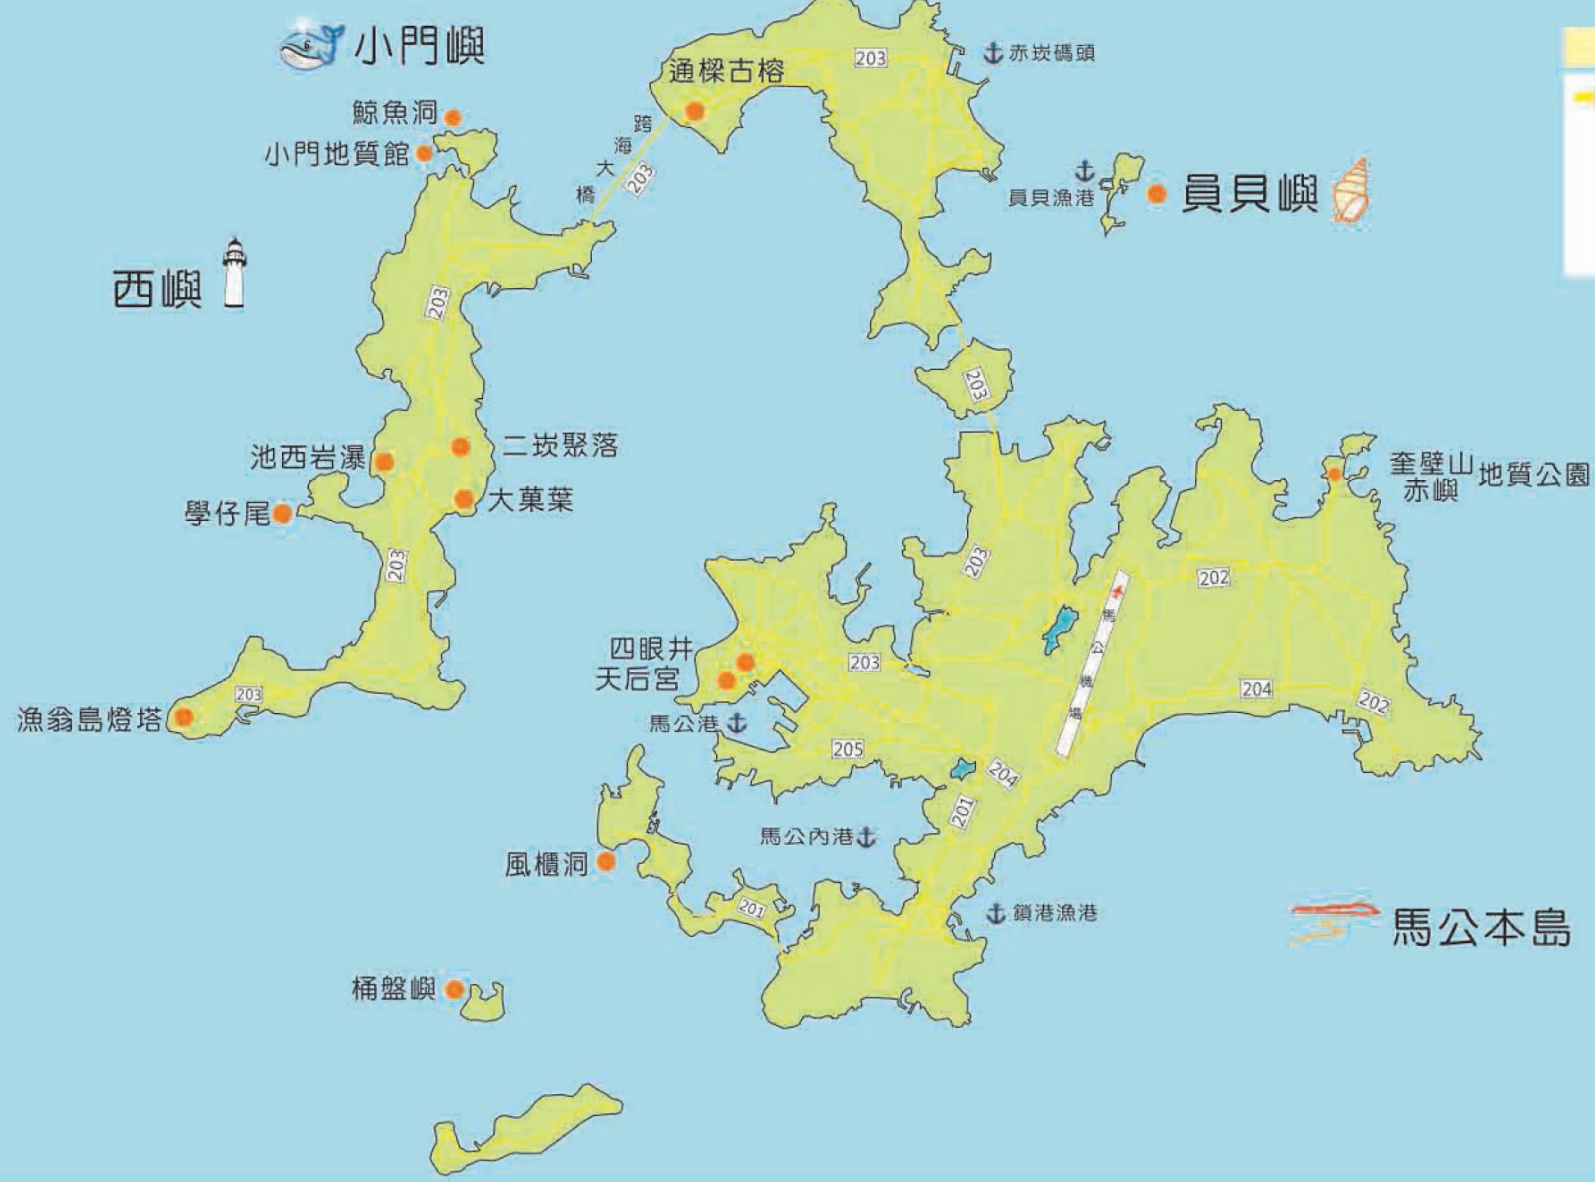 小門嶼
通樑古榕
203
赤崁碼頭
鯨魚洞
小門地質館
跨海大橋
203
員貝漁港
員貝嶼
西嶼
203
203
池西岩瀑
二崁聚落
學仔尾
大菓葉
奎壁山
赤嶼
地質公園
203
203
202
馬公機場
四眼井
天后宮
203
204
202
203
漁翁島燈塔
馬公港
205
204
201
馬公內港
風櫃洞
201
鎖港漁港
馬公本島
桶盤嶼